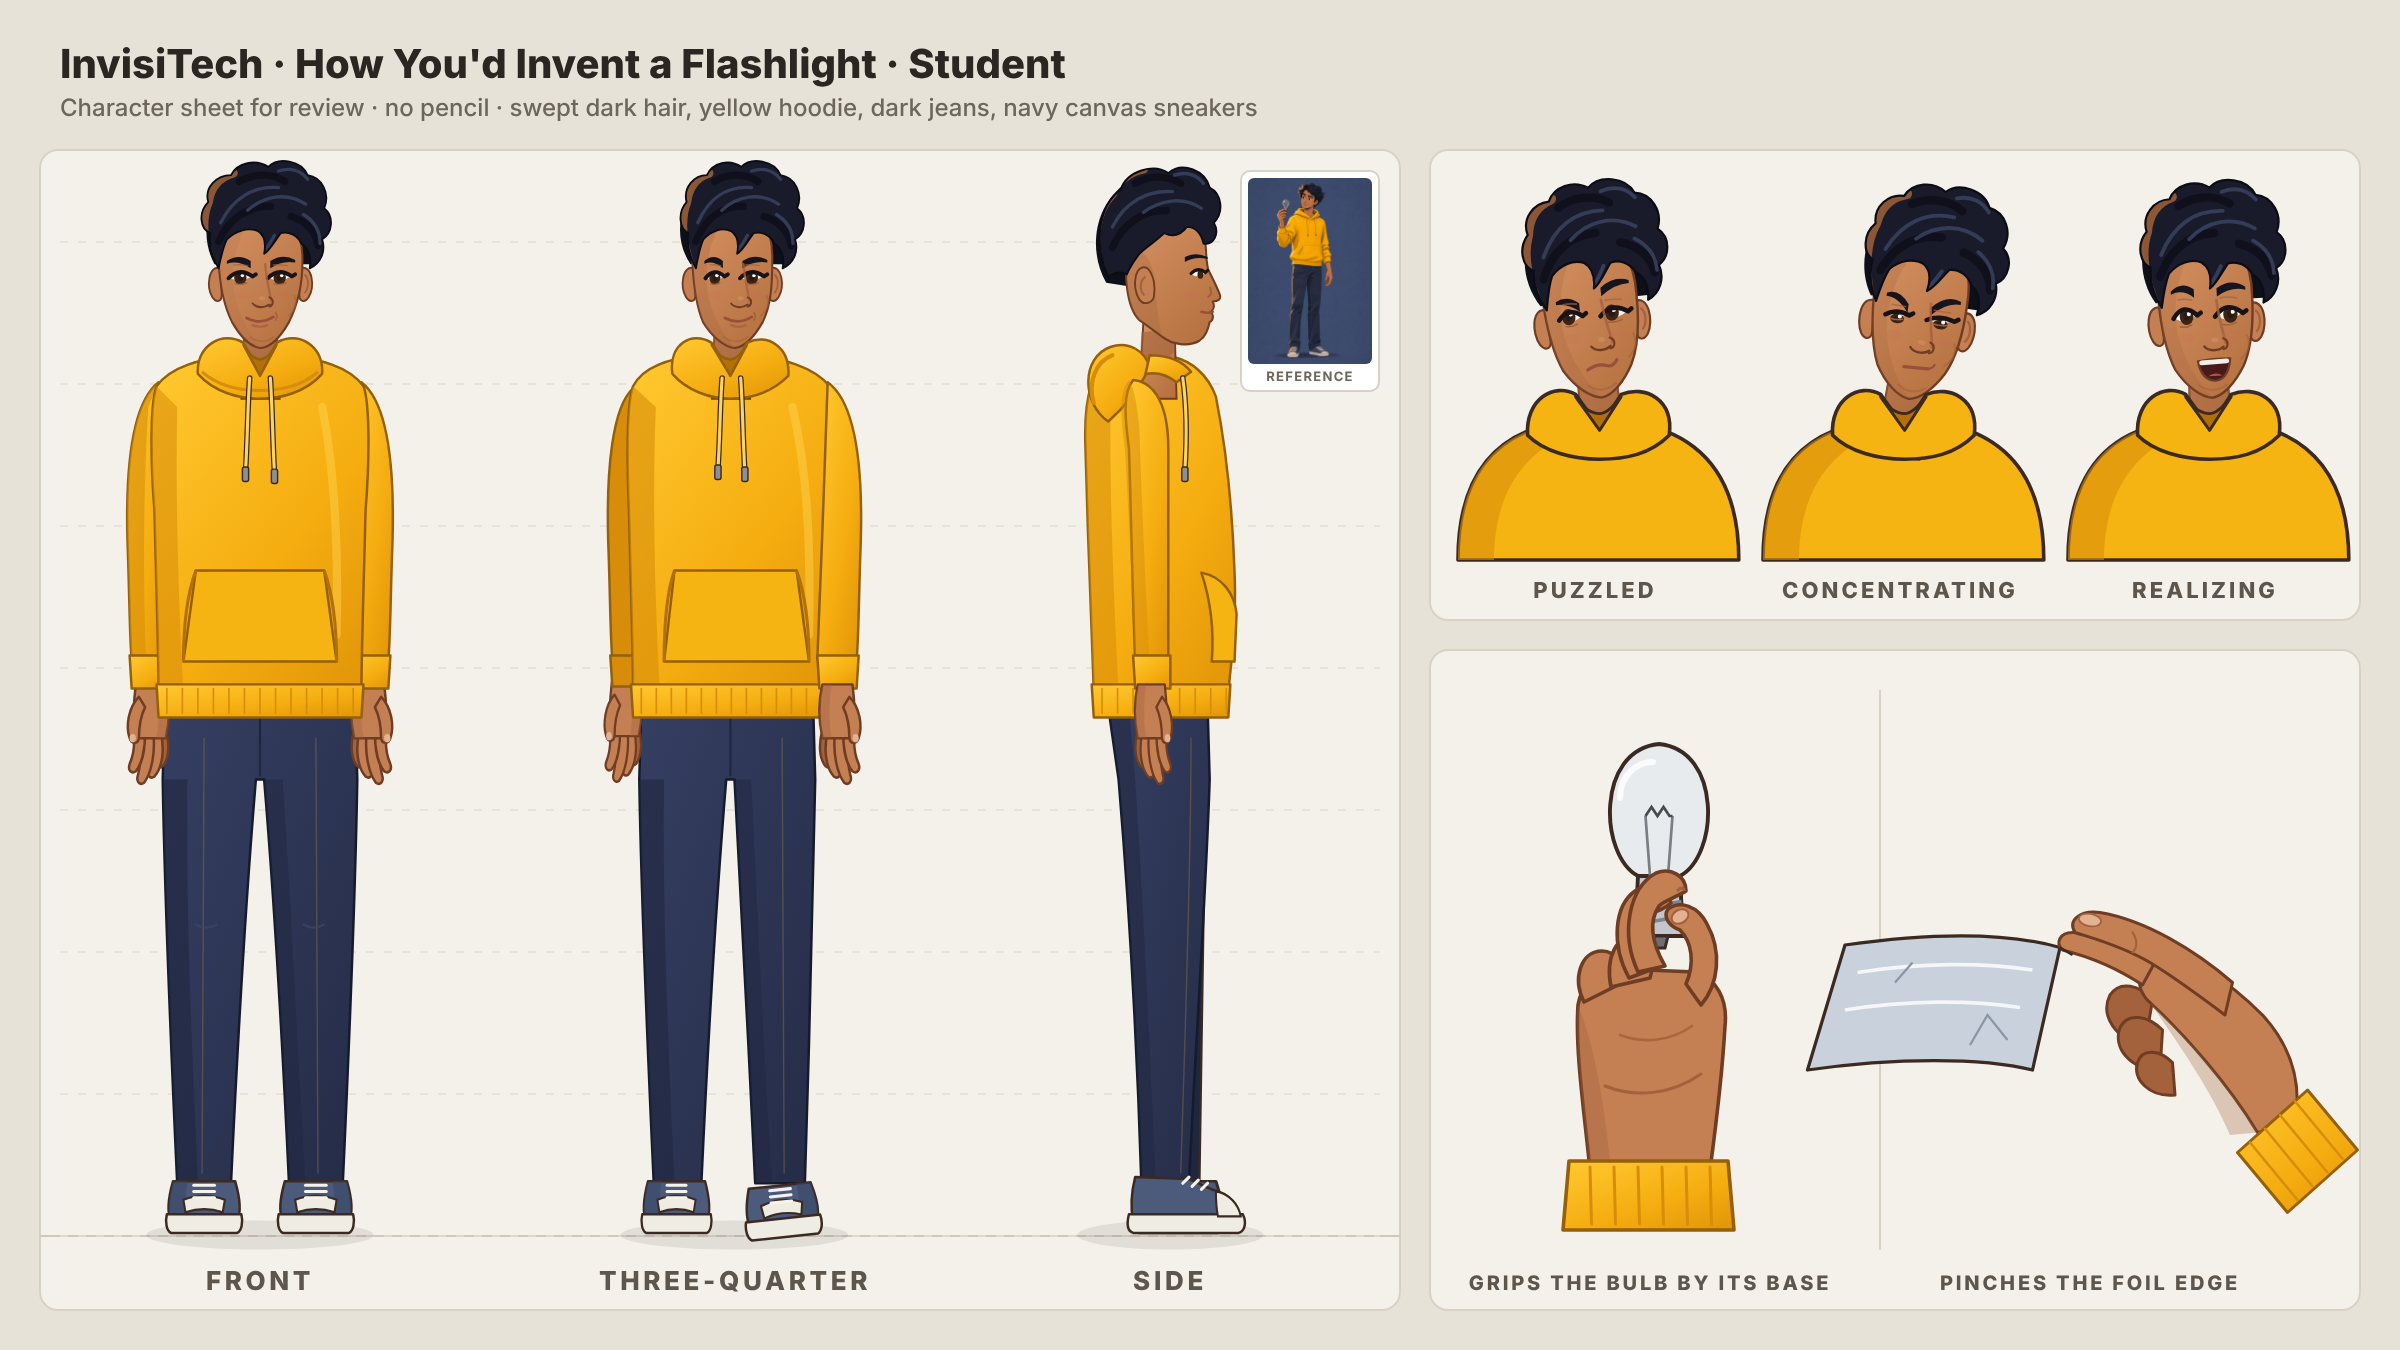 InvisiTech · How You'd Invent a Flashlight · Student
Character sheet for review · no pencil · swept dark hair, yellow hoodie, dark jeans, navy canvas sneakers
REFERENCE
FRONT
THREE-QUARTER
SIDE
PUZZLED
CONCENTRATING
REALIZING
GRIPS THE BULB BY ITS BASE
PINCHES THE FOIL EDGE